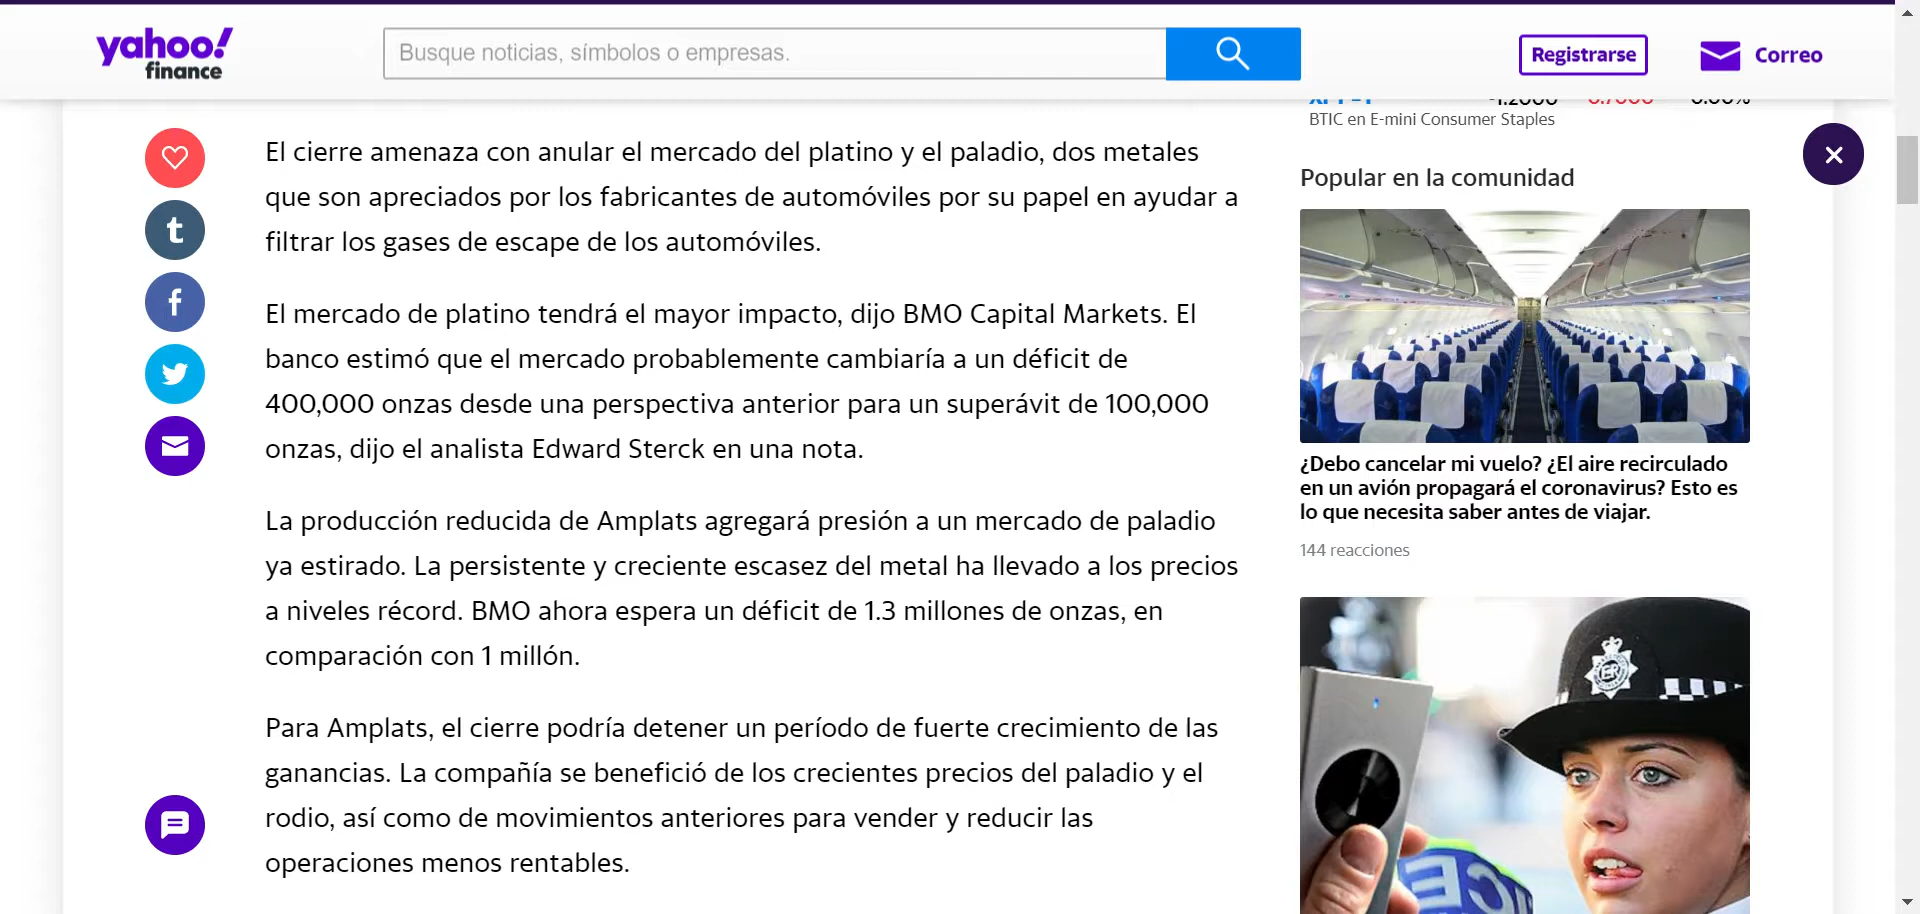 yahoo!
finance
Busque noticias, símbolos o empresas.
Registrarse
Correo
BTIC en E-mini Consumer Staples
El cierre amenaza con anular el mercado del platino y el paladio, dos metales
que son apreciados por los fabricantes de automóviles por su papel en ayudar a
filtrar los gases de escape de los automóviles.
El mercado de platino tendrá el mayor impacto, dijo BMO Capital Markets. El
banco estimó que el mercado probablemente cambiaría a un déficit de
400,000 onzas desde una perspectiva anterior para un superávit de 100,000
onzas, dijo el analista Edward Sterck en una nota.
La producción reducida de Amplats agregará presión a un mercado de paladio
ya estirado. La persistente y creciente escasez del metal ha llevado a los precios
a niveles récord. BMO ahora espera un déficit de 1.3 millones de onzas, en
comparación con 1 millón.
Para Amplats, el cierre podría detener un período de fuerte crecimiento de las
ganancias. La compañía se benefició de los crecientes precios del paladio y el
rodio, así como de movimientos anteriores para vender y reducir las
operaciones menos rentables.
Popular en la comunidad
¿Debo cancelar mi vuelo? ¿El aire recirculado
en un avión propagará el coronavirus? Esto es
lo que necesita saber antes de viajar.
144 reacciones